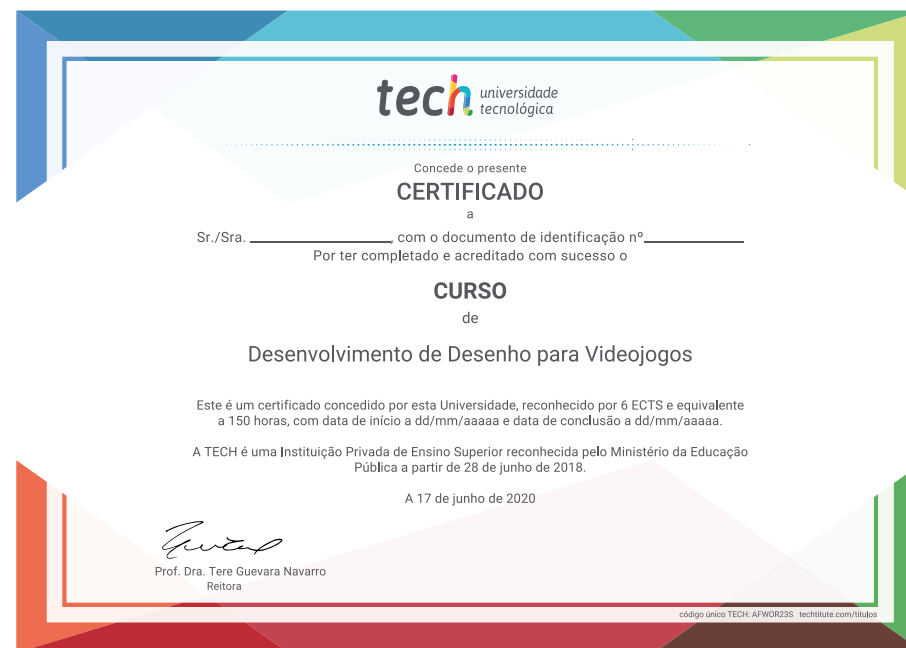 tech universidade
tecnológica
Concede o presente
CERTIFICADO
a
Sr./Sra. , com o documento de identificação nº
Por ter completado e acreditado com sucesso o
CURSO
de
Desenvolvimento de Desenho para Videojogos
Este é um certificado concedido por esta Universidade, reconhecido por 6 ECTS e equivalente
a 150 horas, com data de início a dd/mm/aaaaa e data de conclusão a dd/mm/aaaaa.
A TECH é uma Instituição Privada de Ensino Superior reconhecida pelo Ministério da Educação
Pública a partir de 28 de junho de 2018.
A 17 de junho de 2020
Prof. Dra. Tere Guevara Navarro
Reitora
código único TECH: AFWOR23S techtitute.com/titulos